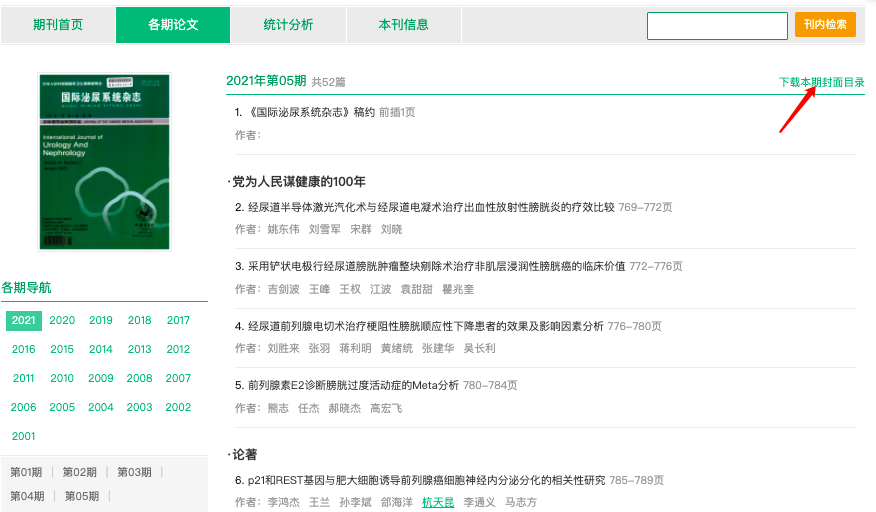 期刊首页 各期论文 统计分析 本刊信息 刊内检索
国际泌尿系统杂志
International Journal of
Urology And
Nephrology
2021年第05期 共52篇 下载本期封面目录
1. 《国际泌尿系统杂志》稿约 前插1页
作者：
·党为人民谋健康的100年
2. 经尿道半导体激光汽化术与经尿道电凝术治疗出血性放射性膀胱炎的疗效比较 769-772页
作者： 姚东伟 刘雪军 宋群 刘晓
3. 采用铲状电极行经尿道膀胱肿瘤整块剜除术治疗非肌层浸润性膀胱癌的临床价值 772-776页
作者： 吉剑波 王峰 王权 江波 袁甜甜 瞿兆奎
4. 经尿道前列腺电切术治疗梗阻性膀胱顺应性下降患者的效果及影响因素分析 776-780页
作者： 刘胜来 张羽 蒋利明 黄绪统 张建华 吴长利
5. 前列腺素E2诊断膀胱过度活动症的Meta分析 780-784页
作者： 熊志 任杰 郝晓杰 高宏飞
·论著
6. p21和REST基因与肥大细胞诱导前列腺癌细胞神经内分泌分化的相关性研究 785-789页
作者： 李鸿杰 王兰 孙李斌 郤海洋 杭天昆 李通义 马志方
各期导航
2021 2020 2019 2018 2017
2016 2015 2014 2013 2012
2011 2010 2009 2008 2007
2006 2005 2004 2003 2002
2001
第01期 | 第02期 | 第03期 |
第04期 | 第05期 |